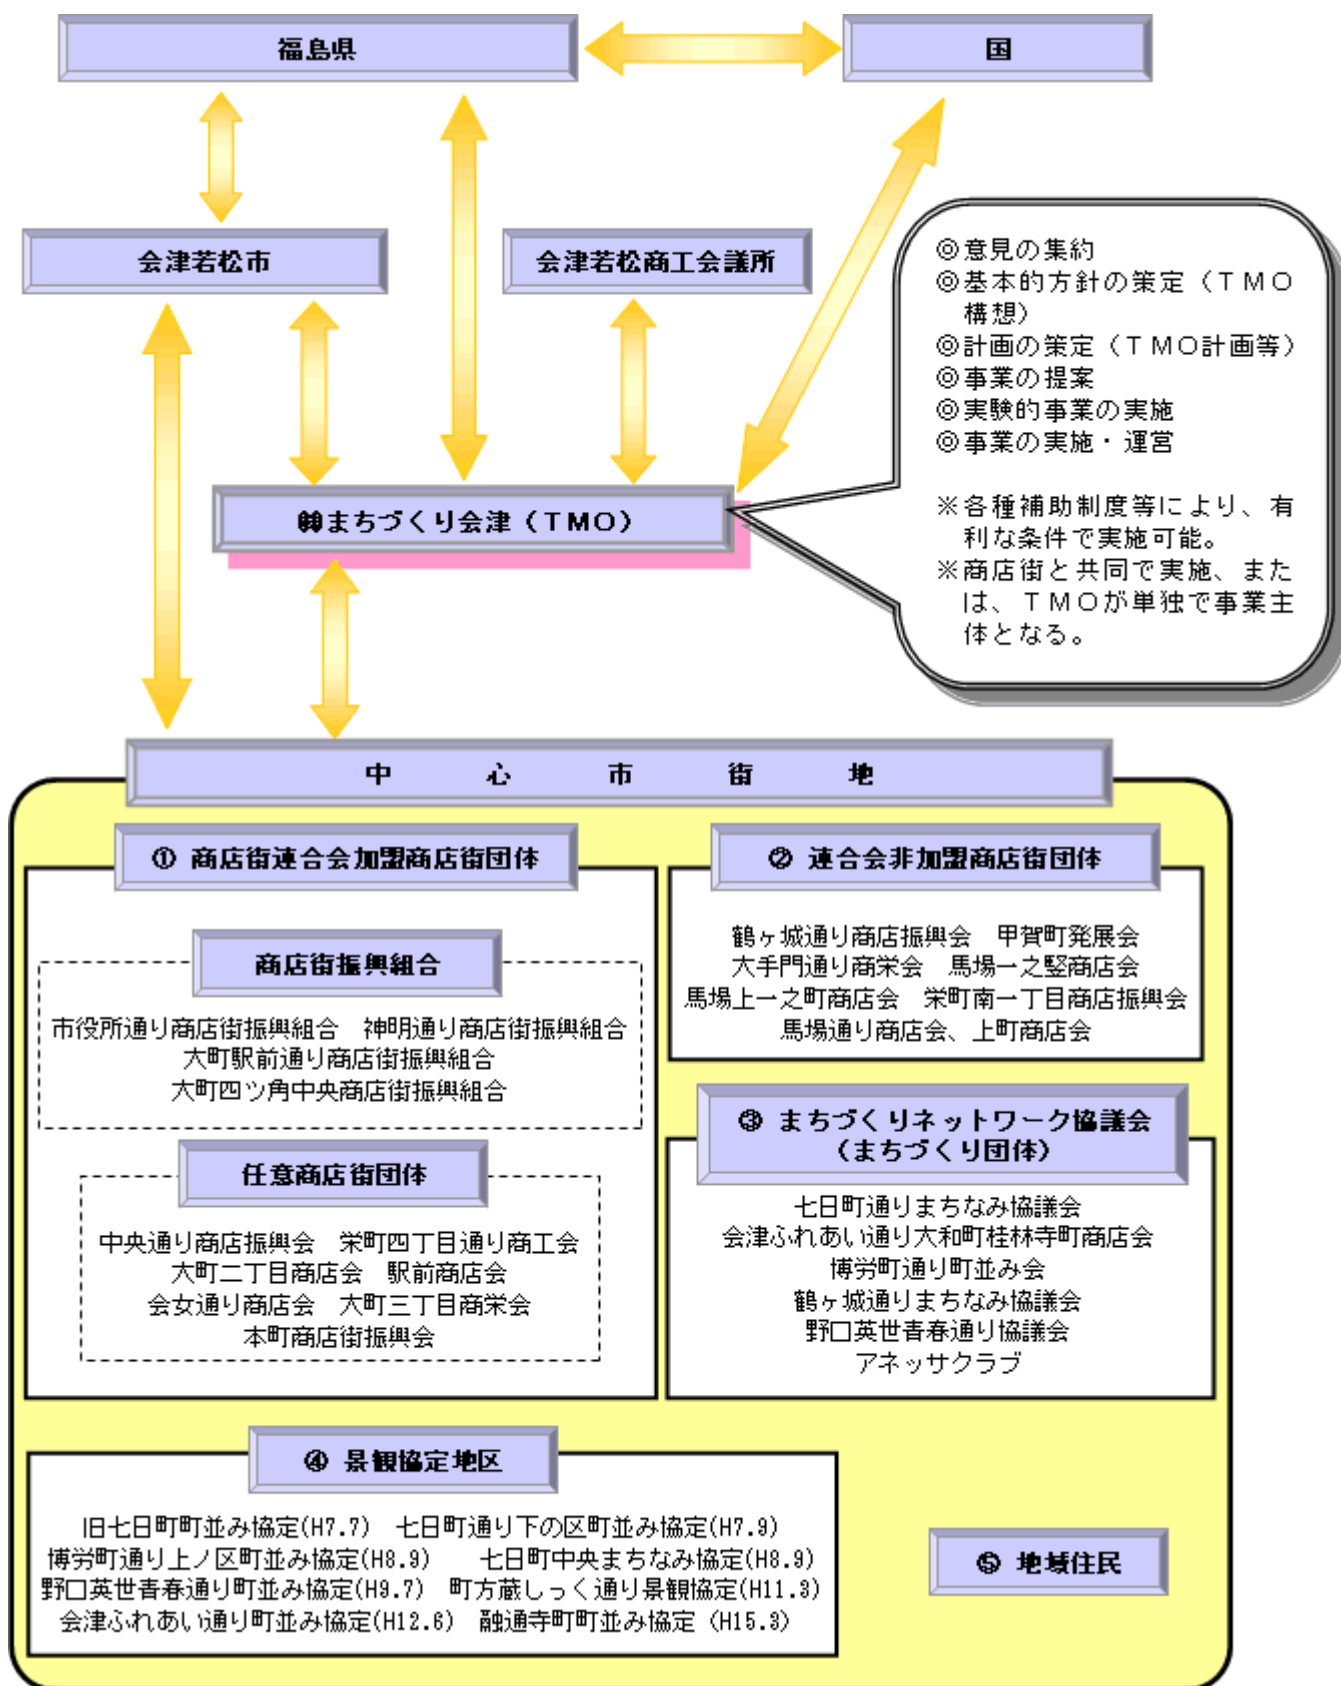 福島県
国
会津若松市
会津若松商工会議所
◎意見の集約
◎基本的方針の策定（ＴＭＯ
構想）
◎計画の策定（ＴＭＯ計画等）
◎事業の提案
◎実験的事業の実施
◎事業の実施・運営
※各種補助制度等により、有
利な条件で実施可能。
※商店街と共同で実施、また
は、ＴＭＯが単独で事業主
体となる。
㈱まちづくり会津（ＴＭＯ）
中心市街地
① 商店街連合会加盟商店街団体
商店街振興組合
市役所通り商店街振興組合　神明通り商店街振興組合
大町駅前通り商店街振興組合
大町四ツ角中央商店街振興組合
任意商店街団体
中央通り商店振興会　栄町四丁目通り商工会
大町二丁目商店会　駅前商店会
会女通り商店会　大町三丁目商栄会
本町商店街振興会
② 連合会非加盟商店街団体
鶴ヶ城通り商店振興会　甲賀町発展会
大手門通り商栄会　馬場一之竪商店会
馬場上一之町商店会　栄町南一丁目商店振興会
馬場通り商店会、上町商店会
③ まちづくりネットワーク協議会
（まちづくり団体）
七日町通りまちなみ協議会
会津ふれあい通り大和町桂林寺町商店会
博労町通り町並み会
鶴ヶ城通りまちなみ協議会
野口英世青春通り協議会
アネッサクラブ
④ 景観協定地区
旧七日町町並み協定(H7.7)　七日町通り下の区町並み協定(H7.9)
博労町通り上ノ区町並み協定(H8.9)　七日町中央まちなみ協定(H8.9)
野口英世青春通り町並み協定(H9.7)　町方蔵しっく通り景観協定(H11.3)
会津ふれあい通り町並み協定(H12.6)　融通寺町町並み協定 (H15.3)
⑤ 地域住民